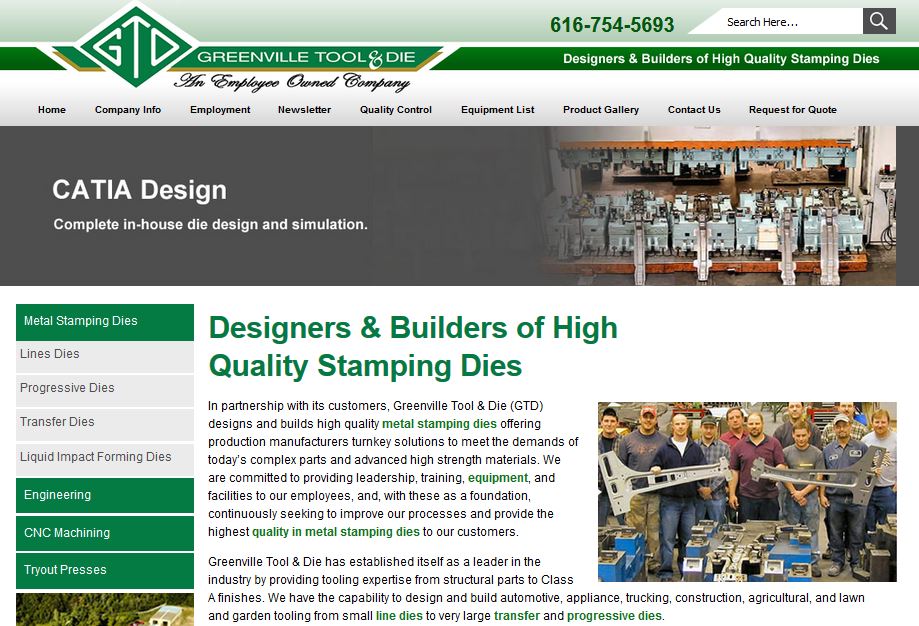 616-754-5693
Search Here...
GTD
GREENVILLE TOOL & DIE
An Employee Owned Company
Designers & Builders of High Quality Stamping Dies
Home
Company Info
Employment
Newsletter
Quality Control
Equipment List
Product Gallery
Contact Us
Request for Quote
CATIA Design
Complete in-house die design and simulation.
Metal Stamping Dies
Lines Dies
Progressive Dies
Transfer Dies
Liquid Impact Forming Dies
Engineering
CNC Machining
Tryout Presses
Designers & Builders of High
Quality Stamping Dies
In partnership with its customers, Greenville Tool & Die (GTD)
designs and builds high quality metal stamping dies offering
production manufacturers turnkey solutions to meet the demands of
today's complex parts and advanced high strength materials. We
are committed to providing leadership, training, equipment, and
facilities to our employees, and, with these as a foundation,
continuously seeking to improve our processes and provide the
highest quality in metal stamping dies to our customers.
Greenville Tool & Die has established itself as a leader in the
industry by providing tooling expertise from structural parts to Class
A finishes. We have the capability to design and build automotive, appliance, trucking, construction, agricultural, and lawn
and garden tooling from small line dies to very large transfer and progressive dies.